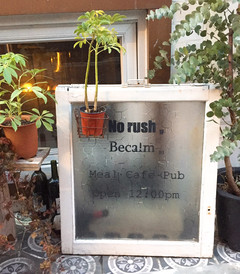 No rush.
Becalm.
Meal·Cafe·Pub
Open 12:00pm